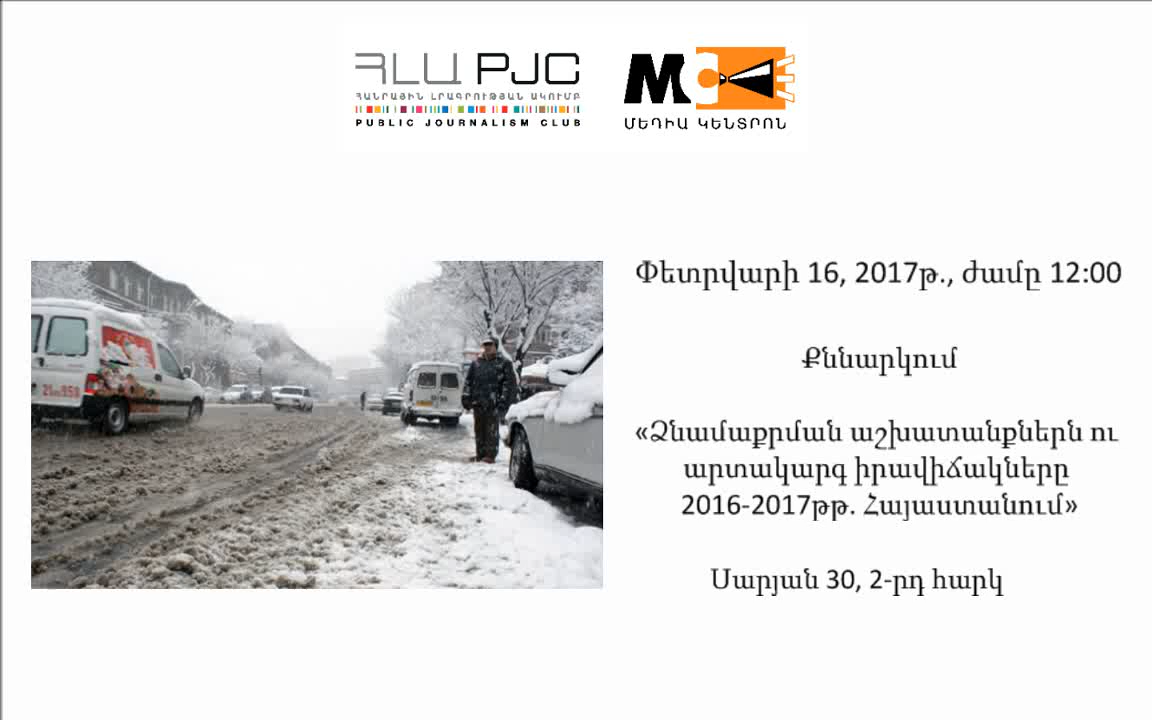 ՀԼԱ PJC
ՀԱՆՐԱՅԻՆ ԼՐԱԳՐՈՒԹՅԱՆ ԱԿՈՒՄԲ
PUBLIC JOURNALISM CLUB
MC
ՄԵԴԻԱ ԿԵՆՏՐՈՆ
Փետրվարի 16, 2017թ., ժամը 12:00
Քննարկում
«Ձնամաքրման աշխատանքներն ու
արտակարգ իրավիճակները
2016-2017թթ. Հայաստանում»
Սարյան 30, 2-րդ հարկ